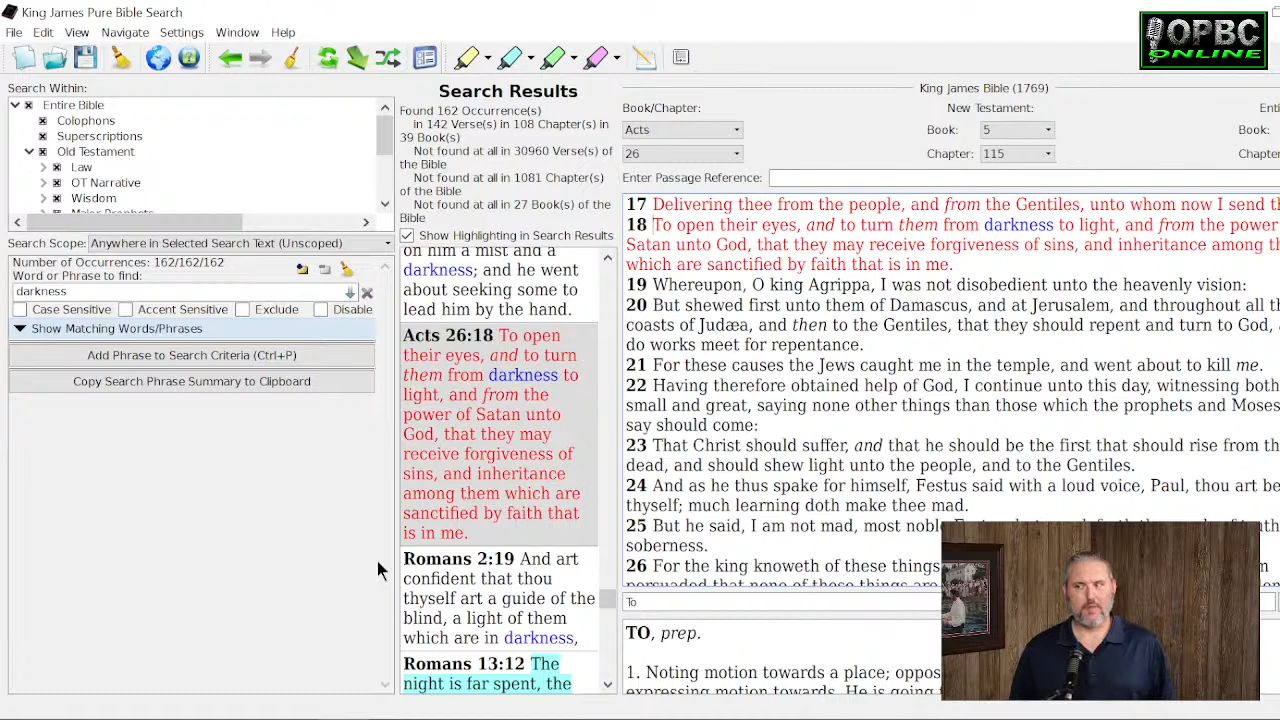 King James Pure Bible Search
File Edit View Navigate Settings Window Help
OPBC
ONLINE
Search Within:
Entire Bible
Colophons
Superscriptions
Old Testament
Law
OT Narrative
Wisdom
Search Scope: Anywhere in Selected Search Text (Unscoped)
Number of Occurrences: 162/162/162
Word or Phrase to find:
darkness
Case Sensitive Accent Sensitive Exclude Disable
Show Matching Words/Phrases
Add Phrase to Search Criteria (Ctrl+P)
Copy Search Phrase Summary to Clipboard
Search Results
Found 162 Occurrence(s)
in 142 Verse(s) in 108 Chapter(s) in
39 Book(s)
Not found at all in 30960 Verse(s) of
the Bible
Not found at all in 1081 Chapter(s)
of the Bible
Not found at all in 27 Book(s) of the
Bible
Show Highlighting in Search Results
on him a mist and a
darkness; and he went
about seeking some to
lead him by the hand.
Acts 26:18 To open
their eyes, and to turn
them from darkness to
light, and from the
power of Satan unto
God, that they may
receive forgiveness of
sins, and inheritance
among them which are
sanctified by faith that
is in me.
Romans 2:19 And art
confident that thou
thyself art a guide of the
blind, a light of them
which are in darkness,
Romans 13:12 The
night is far spent, the
King James Bible (1769)
Book/Chapter: New Testament:
Acts Book: 5 Book:
26 Chapter: 115
Enter Passage Reference:
17 Delivering thee from the people, and from the Gentiles, unto whom now I send
18 To open their eyes, and to turn them from darkness to light, and from the power
Satan unto God, that they may receive forgiveness of sins, and inheritance among
which are sanctified by faith that is in me.
19 Whereupon, O king Agrippa, I was not disobedient unto the heavenly vision:
20 But shewed first unto them of Damascus, and at Jerusalem, and throughout all
coasts of Judæa, and then to the Gentiles, that they should repent and turn to God,
do works meet for repentance.
21 For these causes the Jews caught me in the temple, and went about to kill me.
22 Having therefore obtained help of God, I continue unto this day, witnessing both
small and great, saying none other things than those which the prophets and Moses
say should come:
23 That Christ should suffer, and that he should be the first that should rise from
dead, and should shew light unto the people, and to the Gentiles.
24 And as he thus spake for himself, Festus said with a loud voice, Paul, thou art
thyself; much learning doth make thee mad.
25 But he said, I am not mad, most
soberness.
26 For the king knoweth of these things
persuaded that none of these things are
To
TO, prep.
1. Noting motion towards a place;
expressing motion towards. He is going